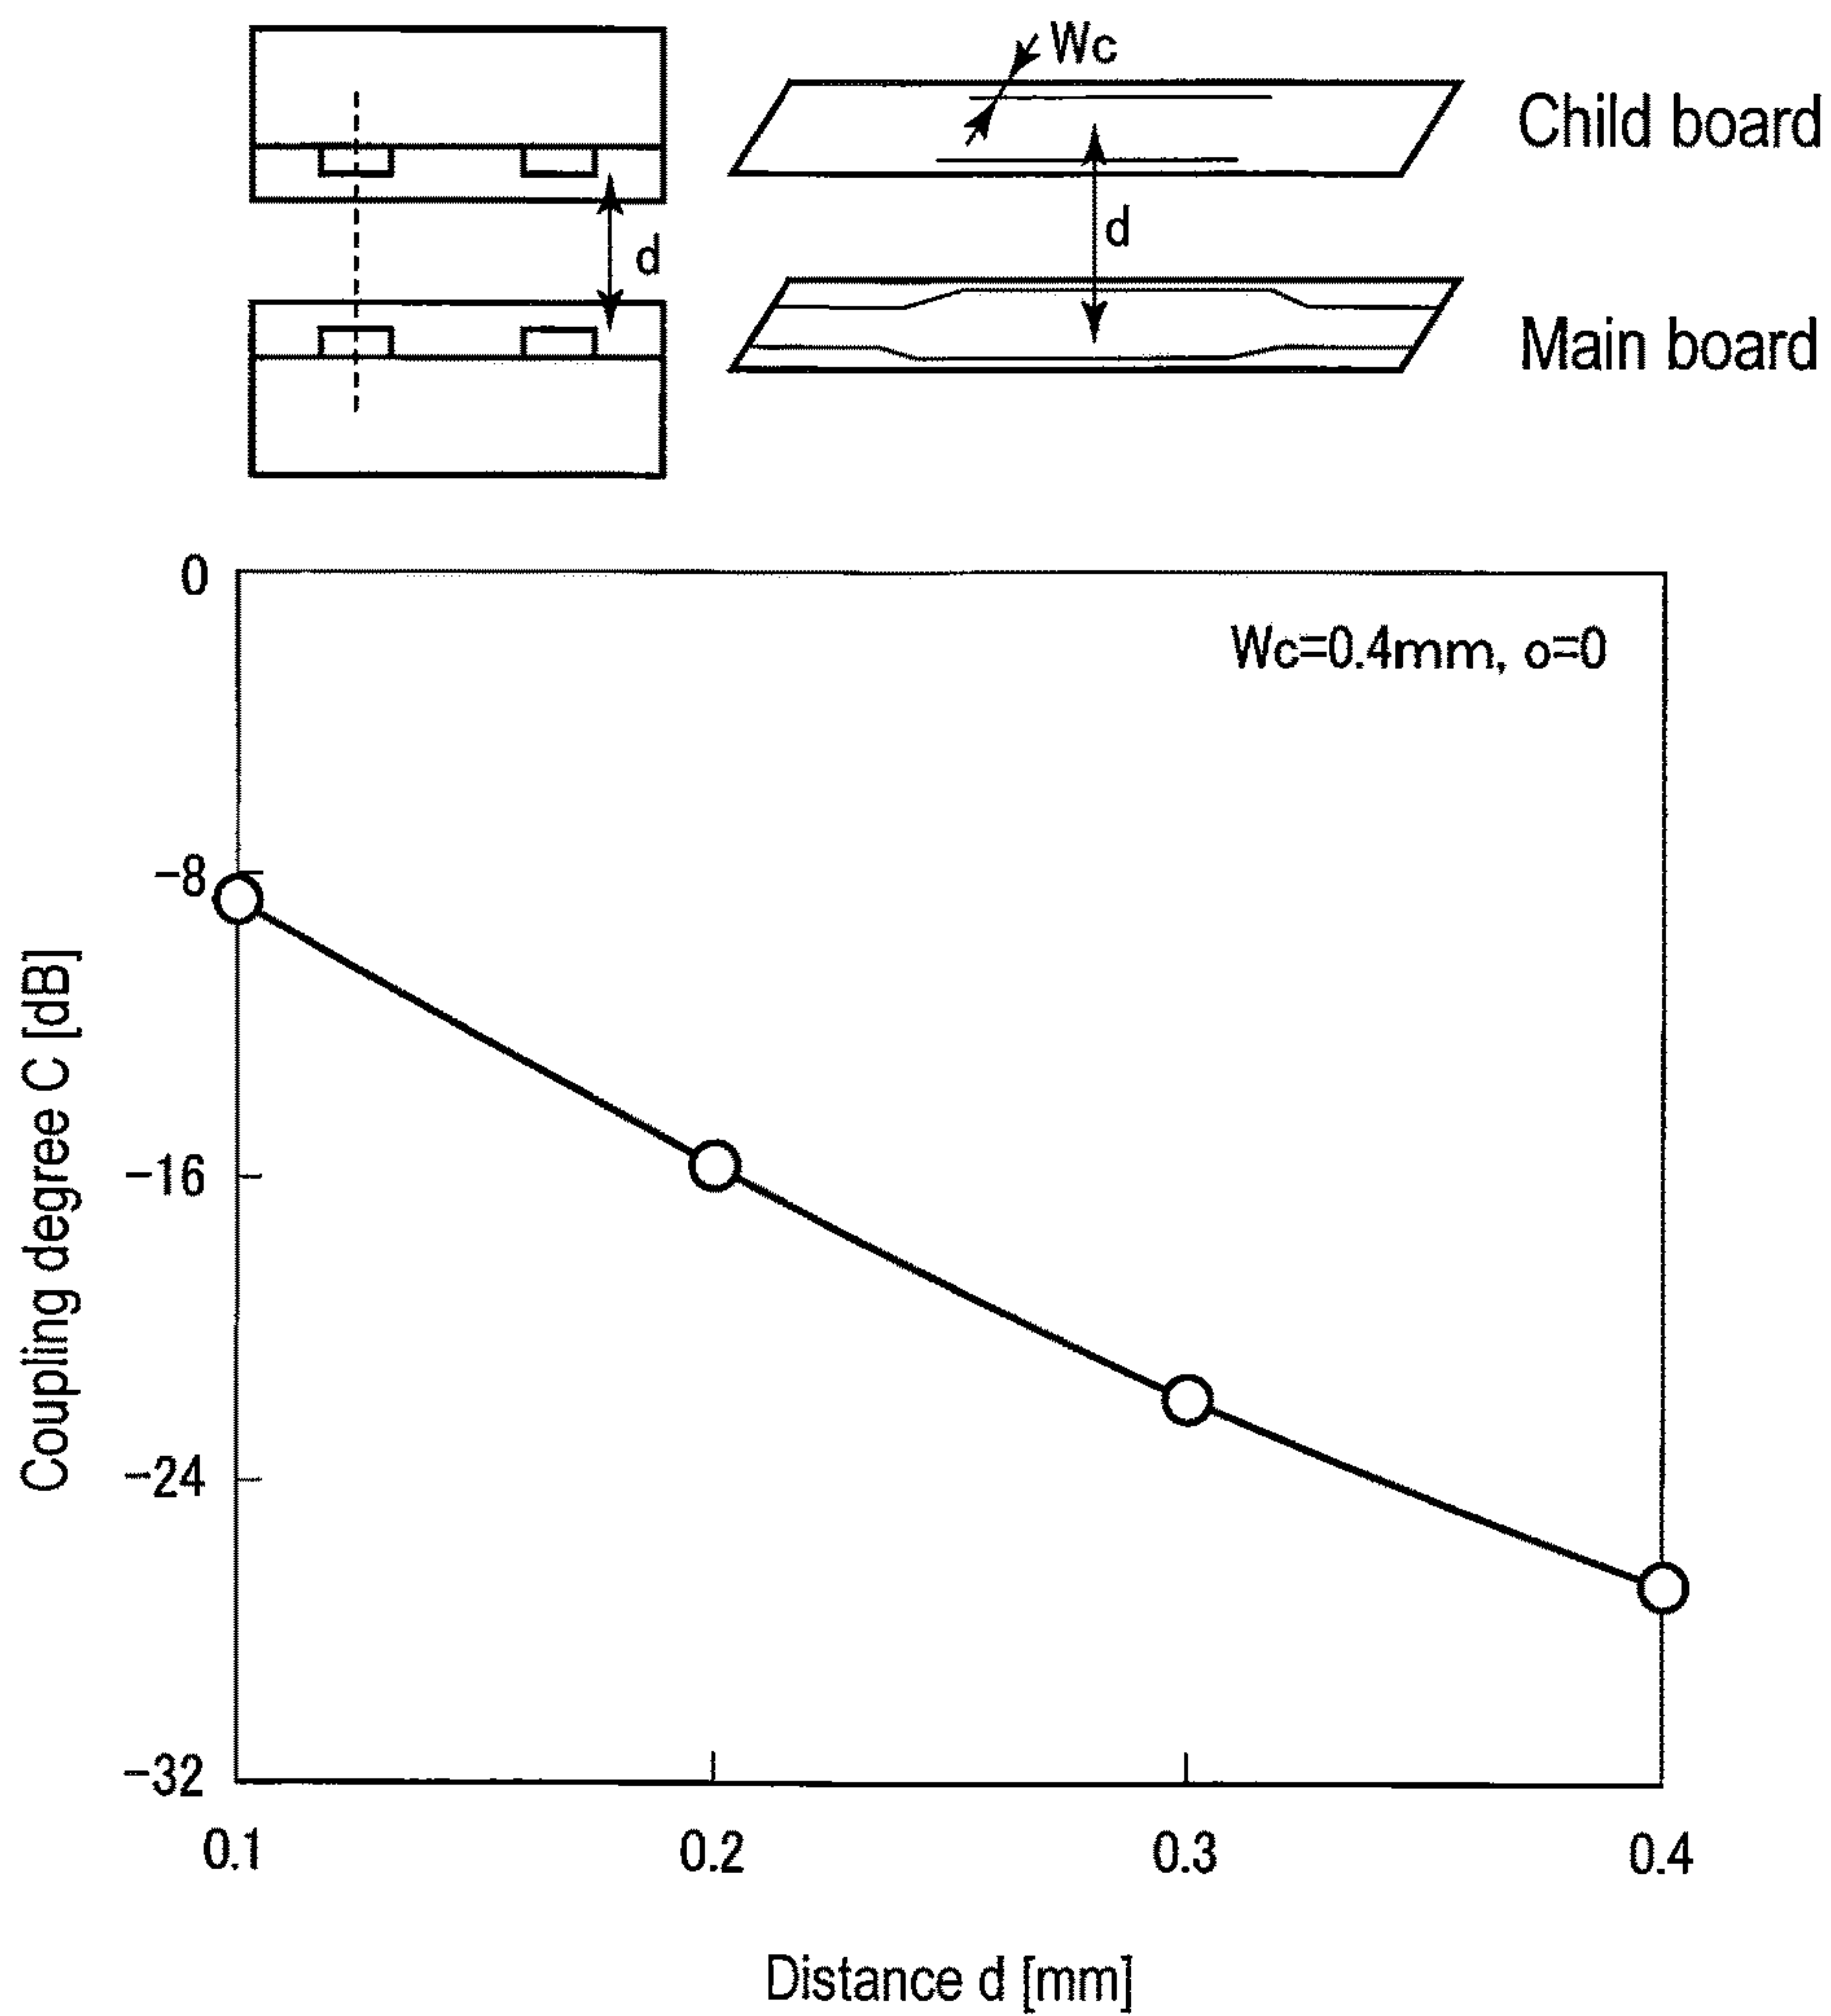 Wc
Child board
d
d
Main board
0
Wc=0.4mm, o=0
-8
-16
-24
-32
Coupling degree C [dB]
0.1
0.2
0.3
0.4
Distance d [mm]